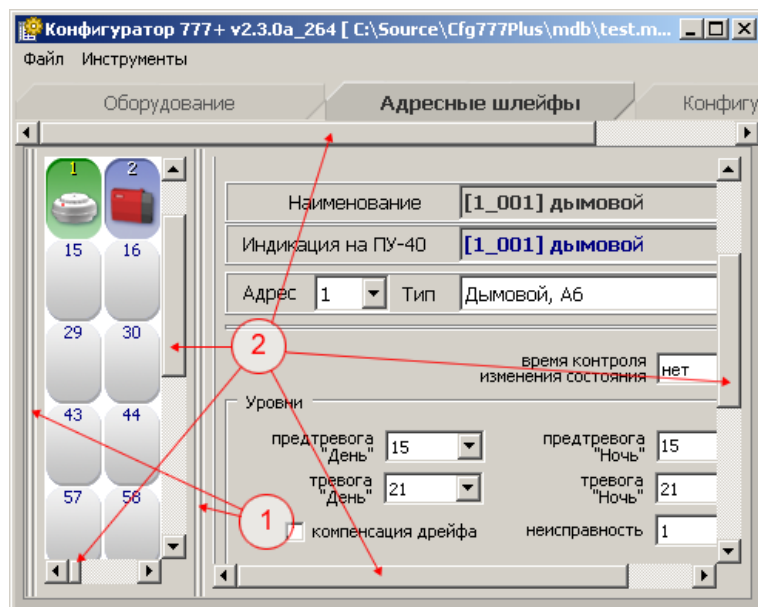 Конфигуратор 777+ v2.3.0a_264 [ C:\Source\Cfg777Plus\mdb\test.m...
Файл Инструменты
Оборудование Адресные шлейфы Конфигу
1 2
15 16
29 30
43 44
57 58
Наименование [1_001] дымовой
Индикация на ПУ-40 [1_001] дымовой
Адрес 1 Тип Дымовой, А6
2
время контроля
изменения состояния нет
Уровни
предтревога
"День" 15
предтревога
"Ночь" 15
тревога
"День" 21
тревога
"Ночь" 21
1
компенсация дрейфа неисправность 1